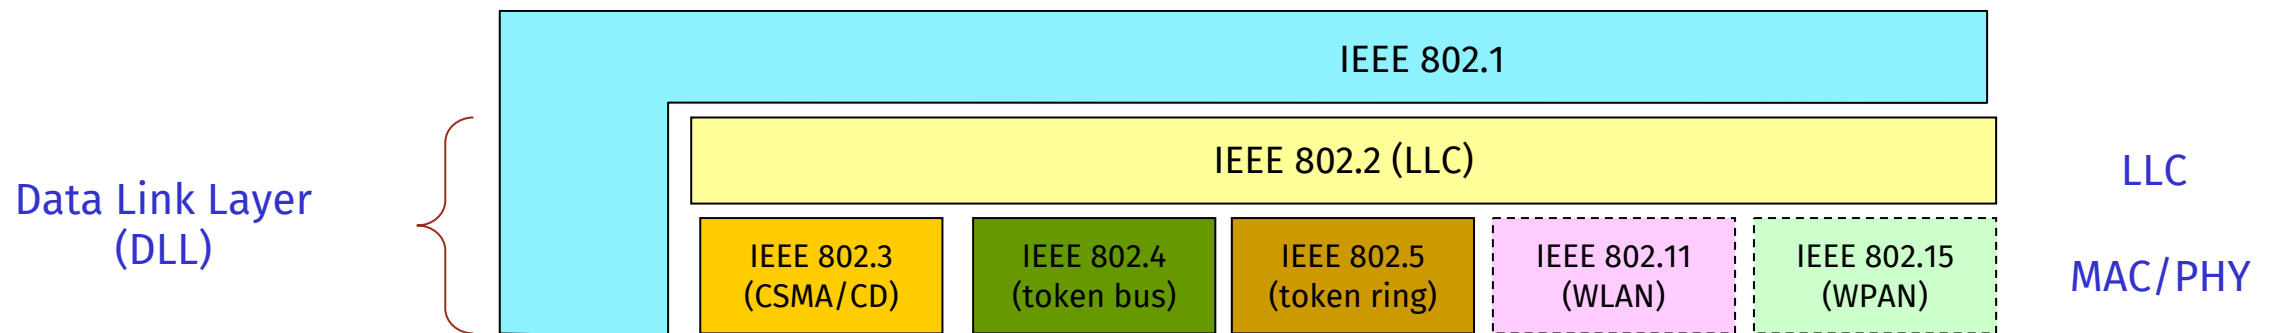 IEEE 802.1
IEEE 802.2 (LLC)
LLC
Data Link Layer
(DLL)
IEEE 802.3
(CSMA/CD)
IEEE 802.4
(token bus)
IEEE 802.5
(token ring)
IEEE 802.11
(WLAN)
IEEE 802.15
(WPAN)
MAC/PHY